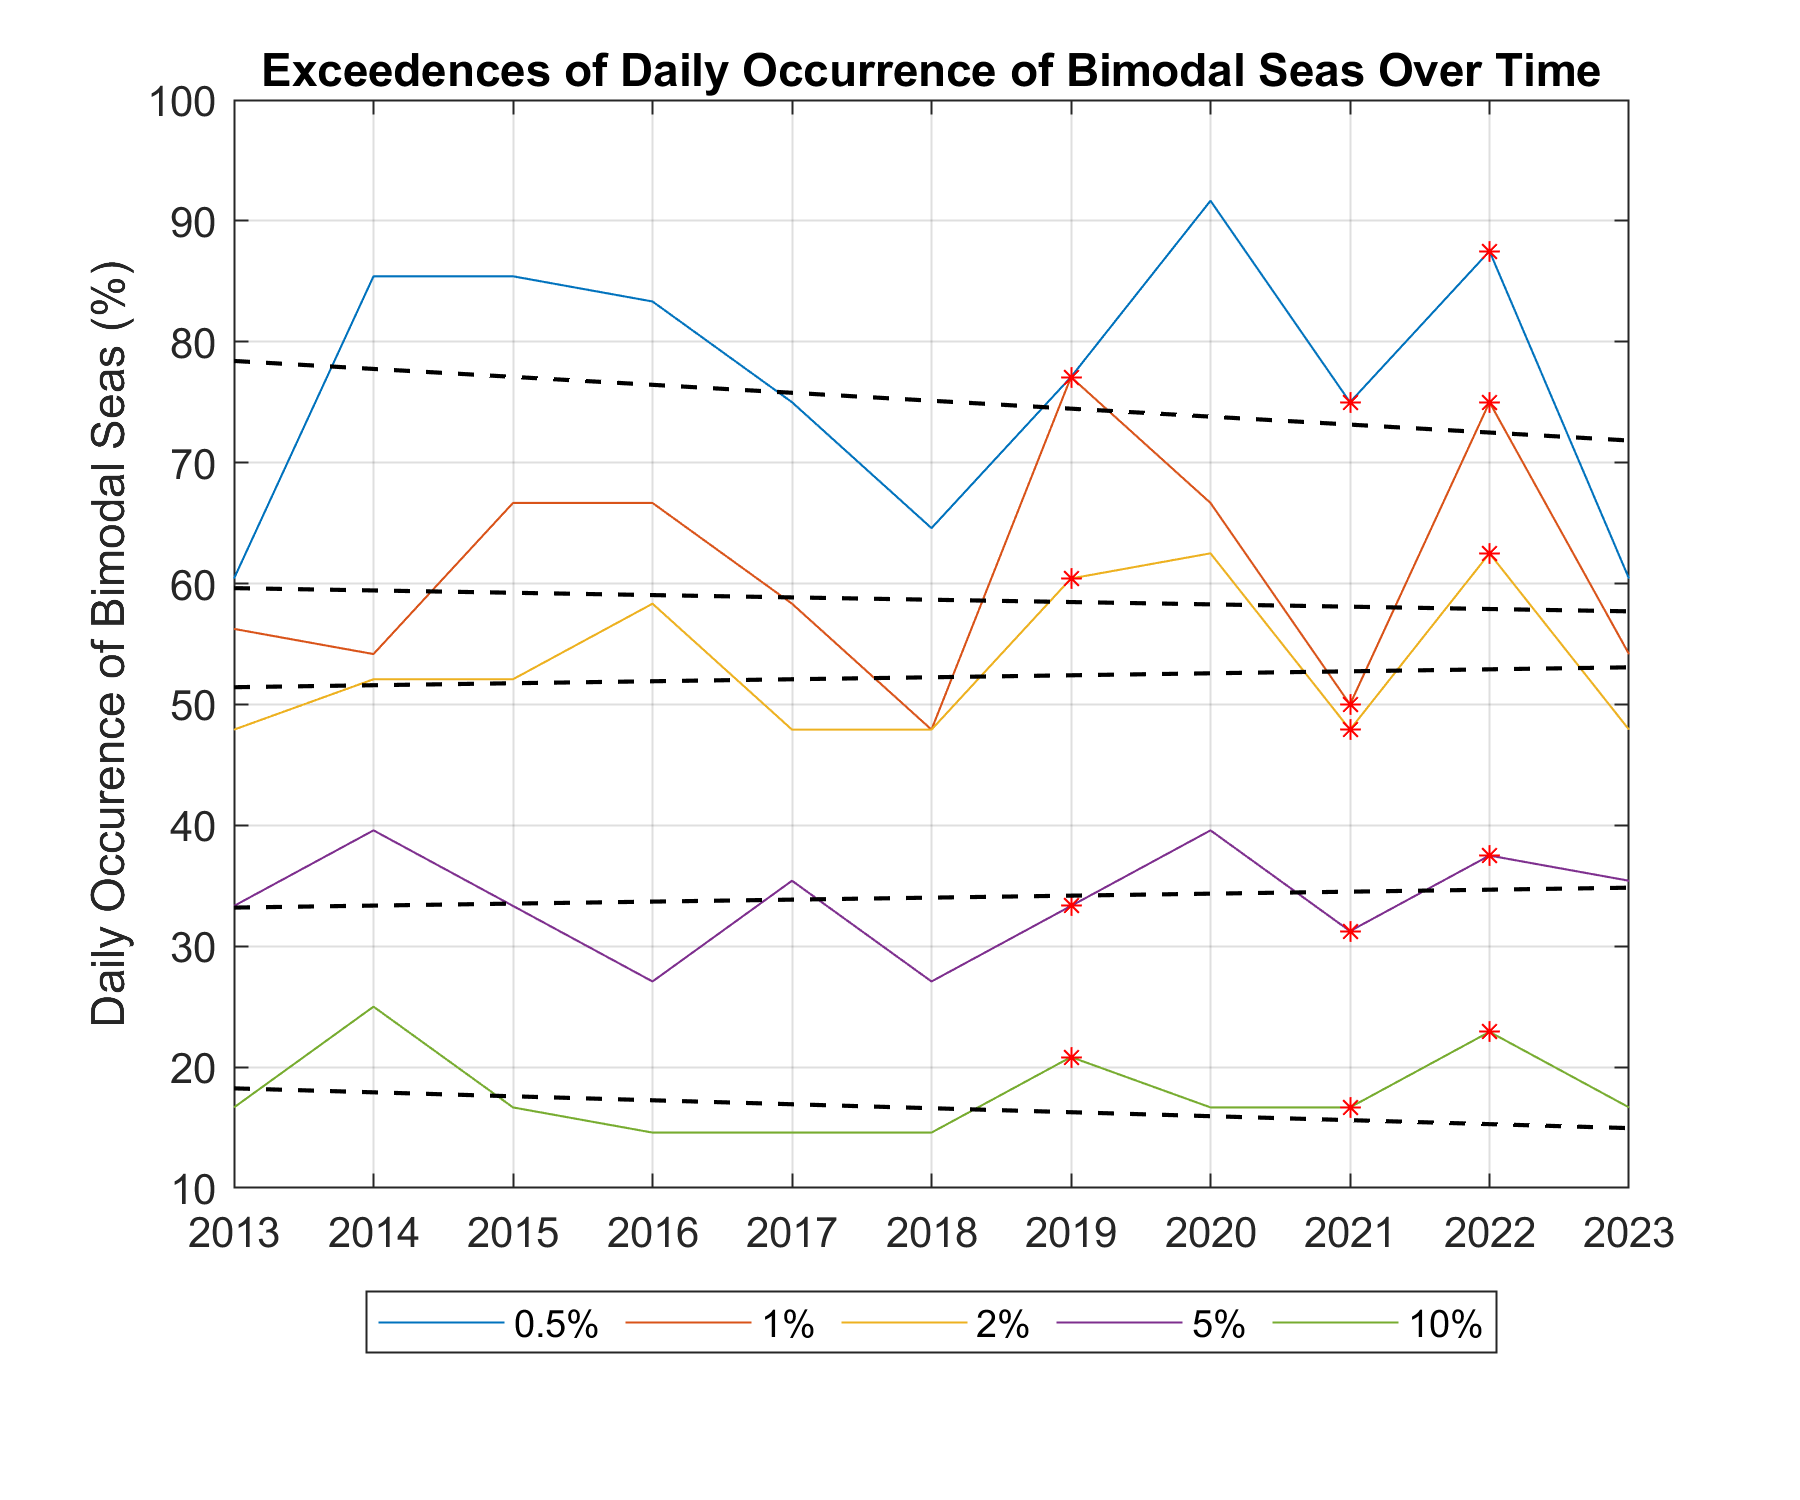 Exceedences of Daily Occurrence of Bimodal Seas Over Time
Daily Occurence of Bimodal Seas (%)
100
90
80
70
60
50
40
30
20
10
2013 2014 2015 2016 2017 2018 2019 2020 2021 2022 2023
0.5% 1% 2% 5% 10%